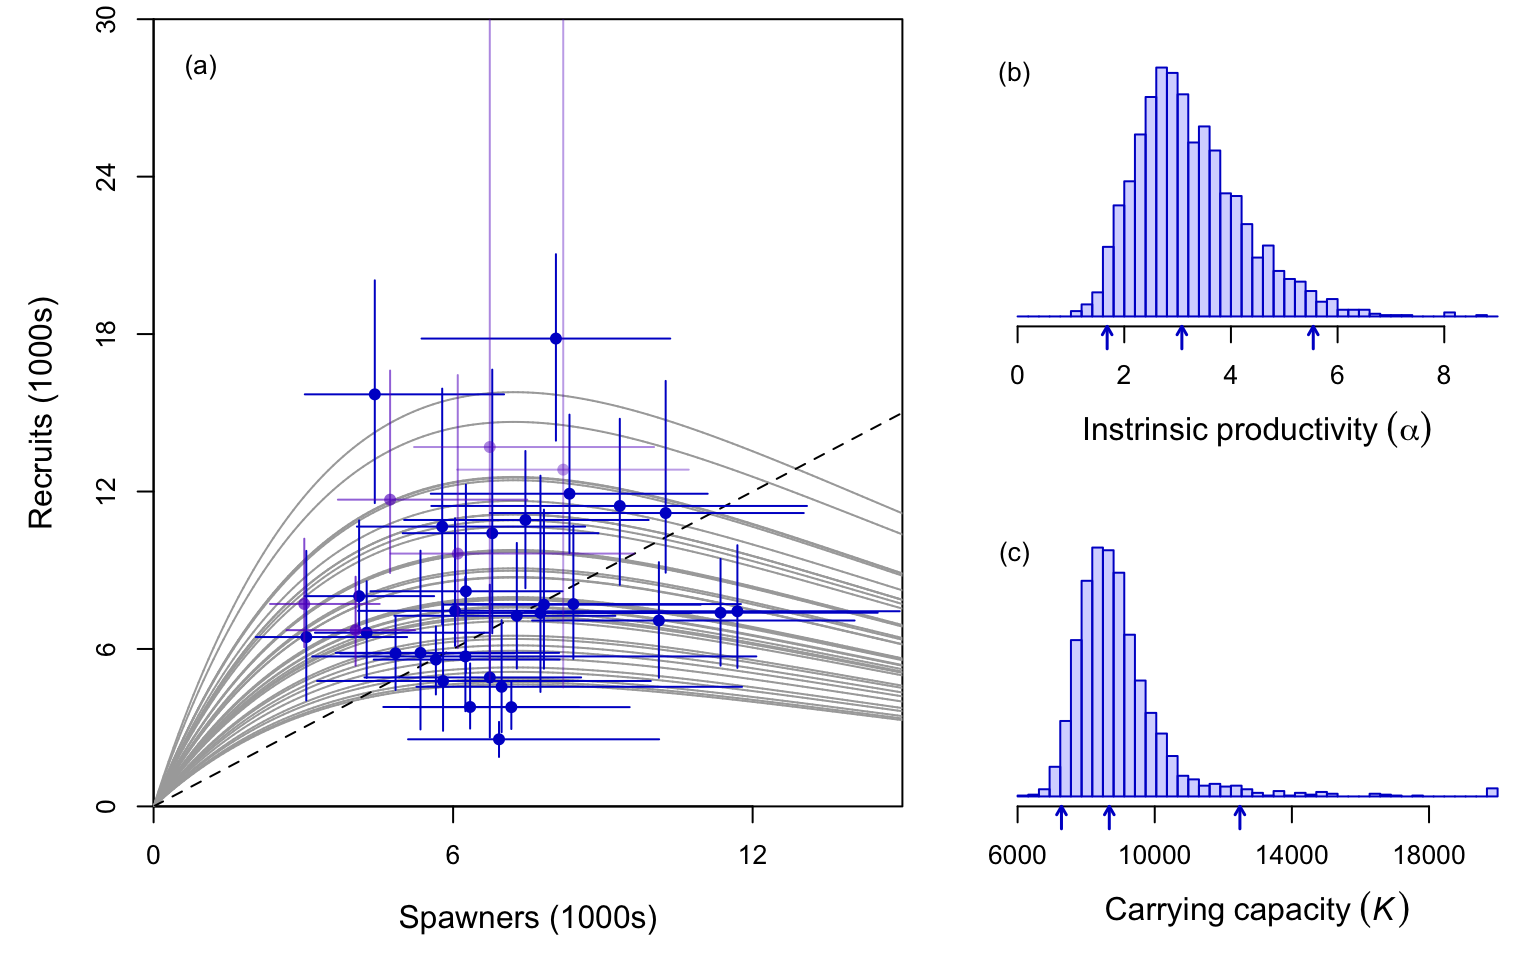 (a)
30
24
18
12
6
0
Recruits (1000s)
0 6 12
Spawners (1000s)
(b)
0 2 4 6 8
Instrinsic productivity (α)
(c)
6000 10000 14000 18000
Carrying capacity (K)